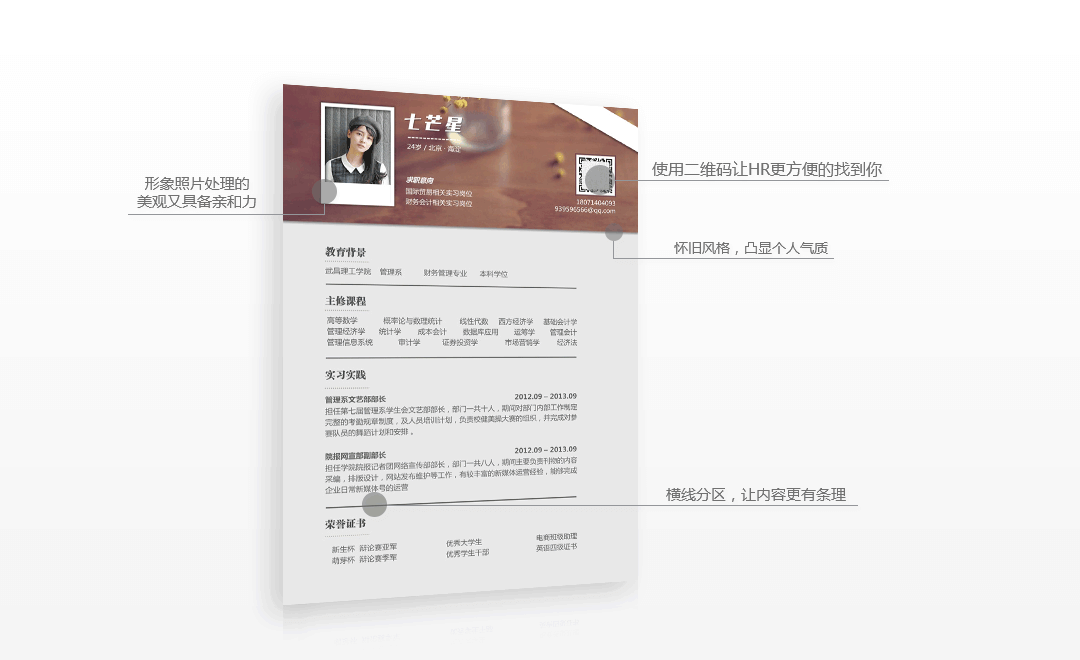 七芒星
24岁 / 北京 · 海淀
求职意向
国际贸易相关实习岗位
财务会计相关实习岗位
18071404093
939596566@qq.com
形象照片处理的
美观又具备亲和力
使用二维码让HR更方便的找到你
怀旧风格，凸显个人气质
教育背景
武昌理工学院 管理系 财务管理专业 本科学位
主修课程
高等数学 概率论与数理统计 线性代数 西方经济学 基础会计学
管理经济学 统计学 成本会计 数据库应用 运筹学 管理会计
管理信息系统 审计学 证券投资学 市场营销学 经济法
实习实践
管理系文艺部部长 2012.09 – 2013.09
担任第七届管理系学生会文艺部部长，部门一共十人，期间对部门内部工作制定
完整的考勤规章制度，及人员培训计划，负责校健美操大赛的组织，并完成对参
赛队员的舞蹈计划和安排 。
院报网宣部副部长 2012.09 – 2013.09
担任学院院报记者团网络宣传部部长，部门一共八人，期间主要负责刊物的内容
采编，排版设计，网站发布维护等工作，有较丰富的新媒体运营经验，能够完成
企业日常新媒体号的运营
横线分区，让内容更有条理
荣誉证书
新生杯 辩论赛亚军 优秀大学生 电商班级助理
萌芽杯 辩论赛季军 优秀学生干部 英语四级证书